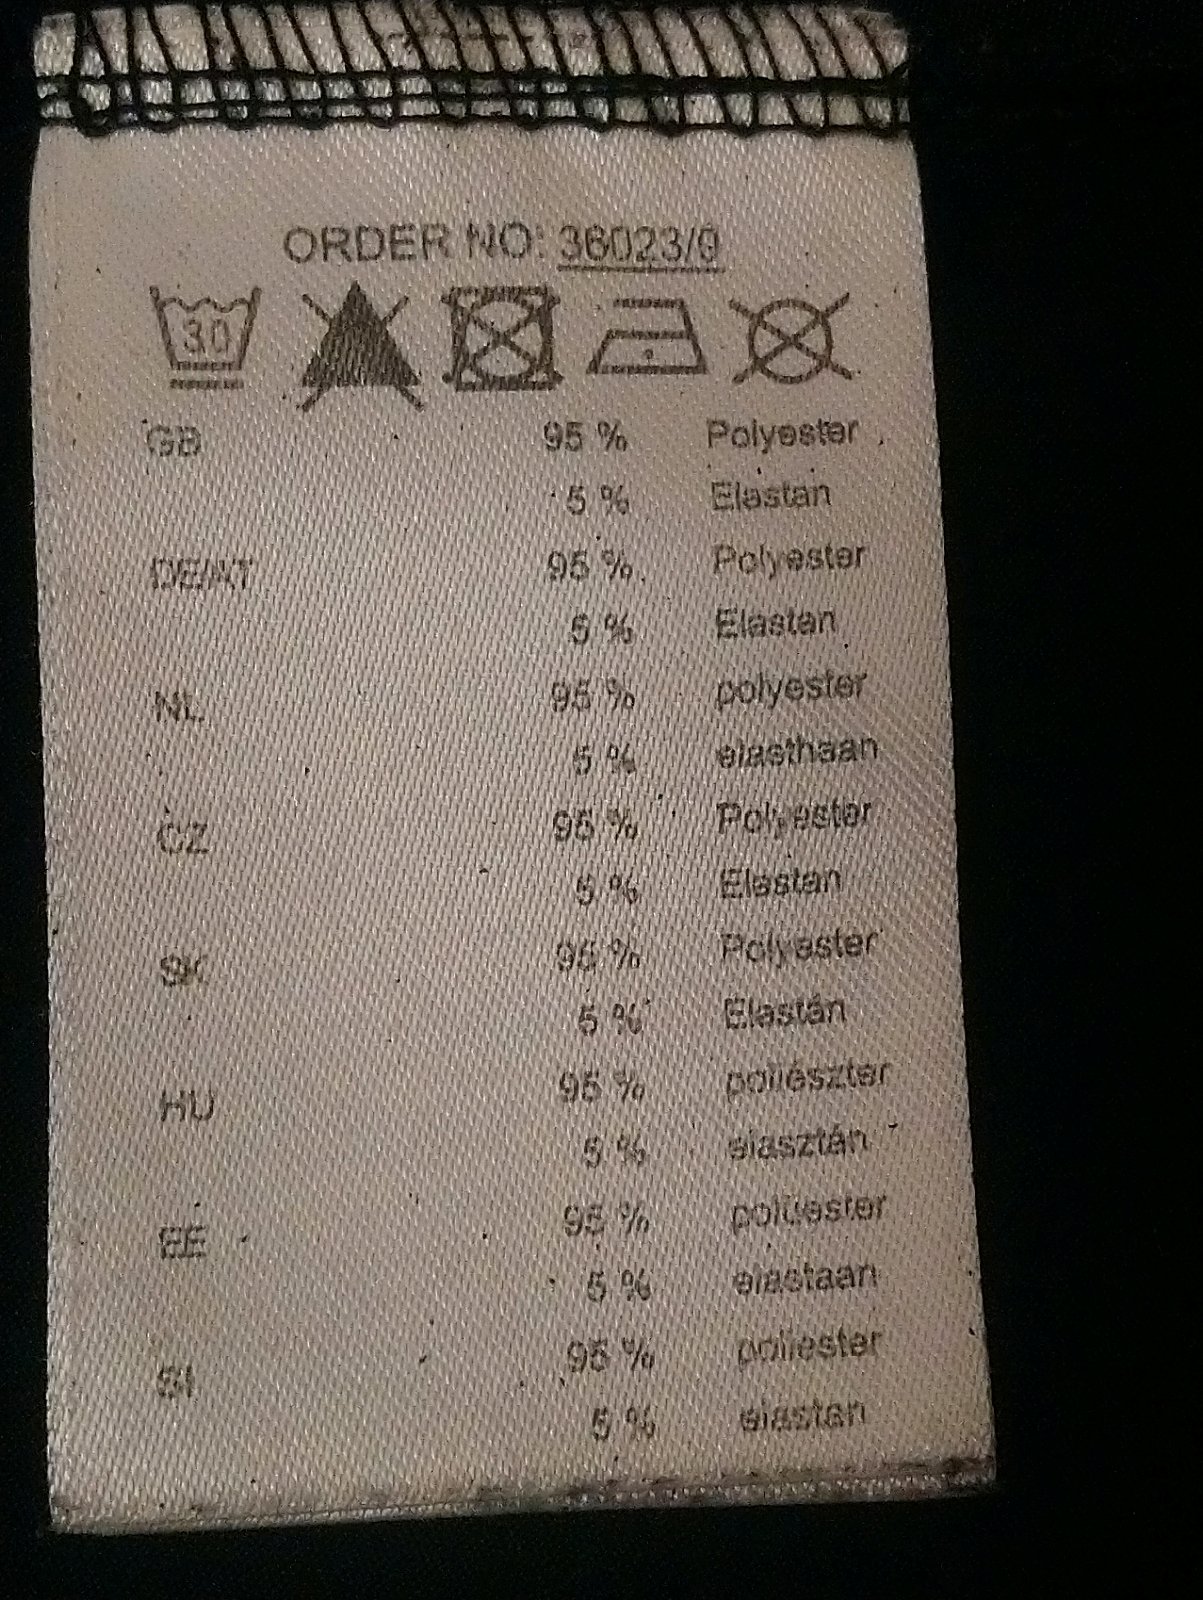 ORDER NO: 36023/9
30
GB 95 % Polyester
5 % Elastan
DE/AT 95 % Polyester
5 % Elastan
NL 95 % polyester
5 % elasthaan
CZ 95 % Polyester
5 % Elastan
SK 95 % Polyester
5 % Elastán
HU 95 % poliészter
5 % elasztán
EE 95 % polüester
5 % elastaan
SI 95 % poliester
5 % elastan